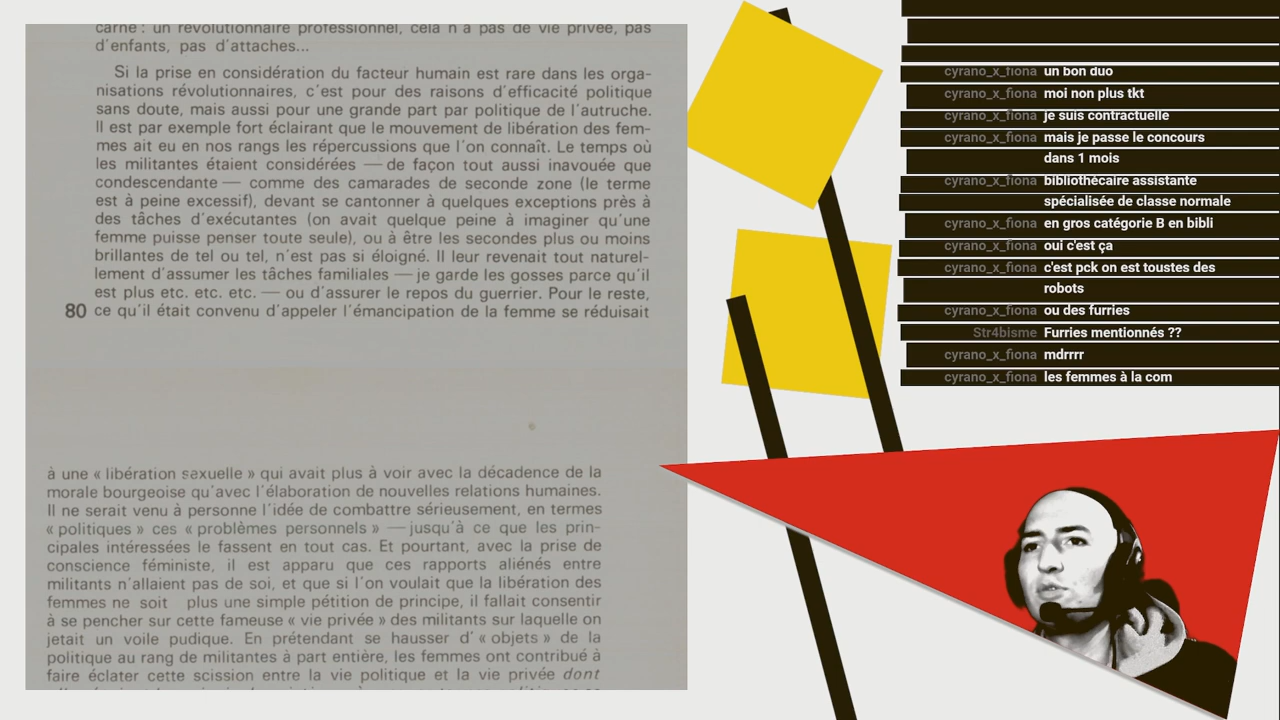 carne : un révolutionnaire professionnel, cela n'a pas de vie privée, pas
d'enfants, pas d'attaches...
Si la prise en considération du facteur humain est rare dans les orga-
nisations révolutionnaires, c'est pour des raisons d'efficacité politique
sans doute, mais aussi pour une grande part par politique de l'autruche.
Il est par exemple fort éclairant que le mouvement de libération des fem-
mes ait eu en nos rangs les répercussions que l'on connaît. Le temps où
les militantes étaient considérées — de façon tout aussi inavouée que
condescendante — comme des camarades de seconde zone (le terme
est à peine excessif), devant se cantonner à quelques exceptions près à
des tâches d'exécutantes (on avait quelque peine à imaginer qu'une
femme puisse penser toute seule), ou à être les secondes plus ou moins
brillantes de tel ou tel, n'est pas si éloigné. Il leur revenait tout naturel-
lement d'assumer les tâches familiales — je garde les gosses parce qu'il
est plus etc. etc. etc. — ou d'assurer le repos du guerrier. Pour le reste,
80 ce qu'il était convenu d'appeler l'émancipation de la femme se réduisait
à une « libération sexuelle » qui avait plus à voir avec la décadence de la
morale bourgeoise qu'avec l'élaboration de nouvelles relations humaines.
Il ne serait venu à personne l'idée de combattre sérieusement, en termes
« politiques » ces « problèmes personnels » — jusqu'à ce que les prin-
cipales intéressées le fassent en tout cas. Et pourtant, avec la prise de
conscience féministe, il est apparu que ces rapports aliénés entre
militants n'allaient pas de soi, et que si l'on voulait que la libération des
femmes ne soit plus une simple pétition de principe, il fallait consentir
à se pencher sur cette fameuse « vie privée » des militants sur laquelle on
jetait un voile pudique. En prétendant se hausser d'« objets » de la
politique au rang de militantes à part entière, les femmes ont contribué à
faire éclater cette scission entre la vie politique et la vie privée dont
cyrano_x_fiona un bon duo
cyrano_x_fiona moi non plus tkt
cyrano_x_fiona je suis contractuelle
cyrano_x_fiona mais je passe le concours
dans 1 mois
cyrano_x_fiona bibliothécaire assistante
spécialisée de classe normale
cyrano_x_fiona en gros catégorie B en bibli
cyrano_x_fiona oui c'est ça
cyrano_x_fiona c'est pck on est toustes des
robots
cyrano_x_fiona ou des furries
Str4bisme Furries mentionnés ??
cyrano_x_fiona mdrrrr
cyrano_x_fiona les femmes à la com